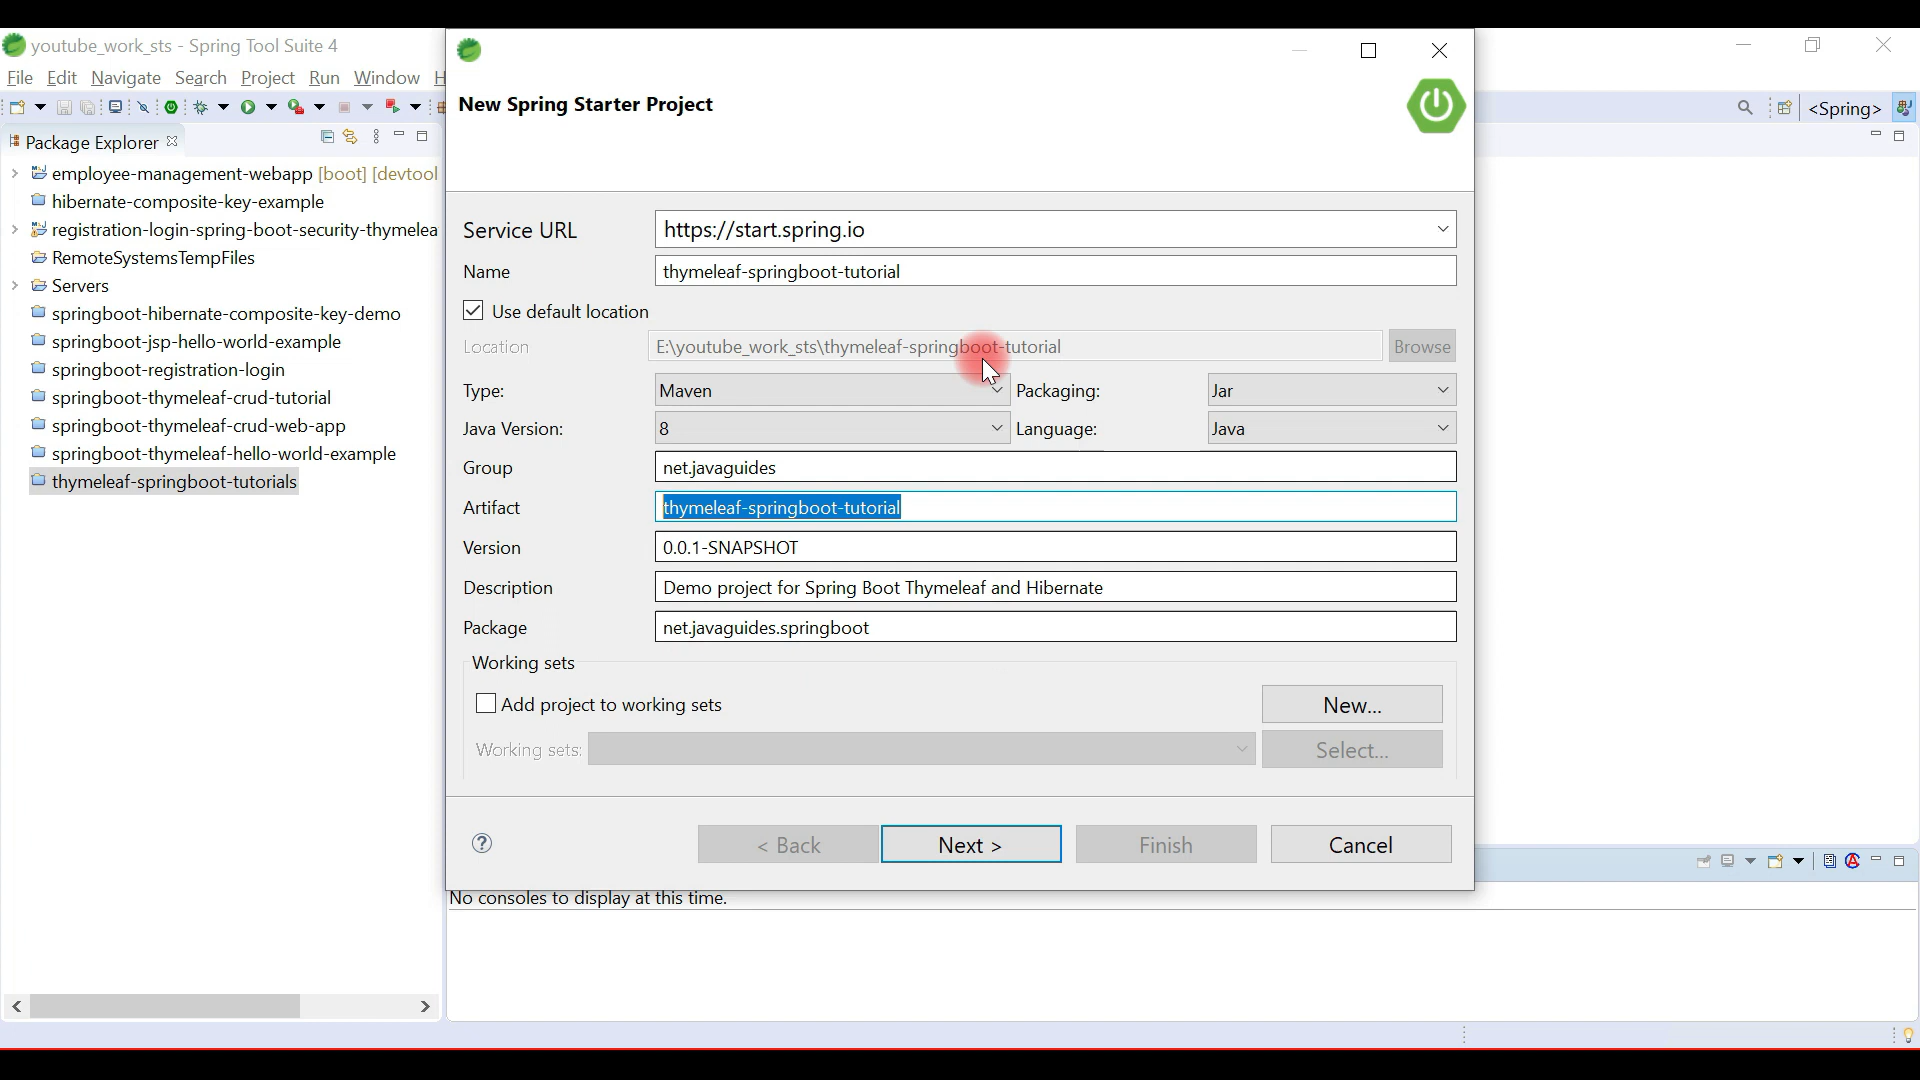 youtube_work_sts - Spring Tool Suite 4
File Edit Navigate Search Project Run Window H
<Spring>
Package Explorer
employee-management-webapp [boot] [devtool
hibernate-composite-key-example
registration-login-spring-boot-security-thymelea
RemoteSystemsTempFiles
Servers
springboot-hibernate-composite-key-demo
springboot-jsp-hello-world-example
springboot-registration-login
springboot-thymeleaf-crud-tutorial
springboot-thymeleaf-crud-web-app
springboot-thymeleaf-hello-world-example
thymeleaf-springboot-tutorials
New Spring Starter Project
Service URL https://start.spring.io
Name thymeleaf-springboot-tutorial
Use default location
Location E:\youtube_work_sts\thymeleaf-springboot-tutorial Browse
Type: Maven Packaging: Jar
Java Version: 8 Language: Java
Group net.javaguides
Artifact thymeleaf-springboot-tutorial
Version 0.0.1-SNAPSHOT
Description Demo project for Spring Boot Thymeleaf and Hibernate
Package net.javaguides.springboot
Working sets
Add project to working sets New...
Working sets: Select...
? < Back Next > Finish Cancel
No consoles to display at this time.